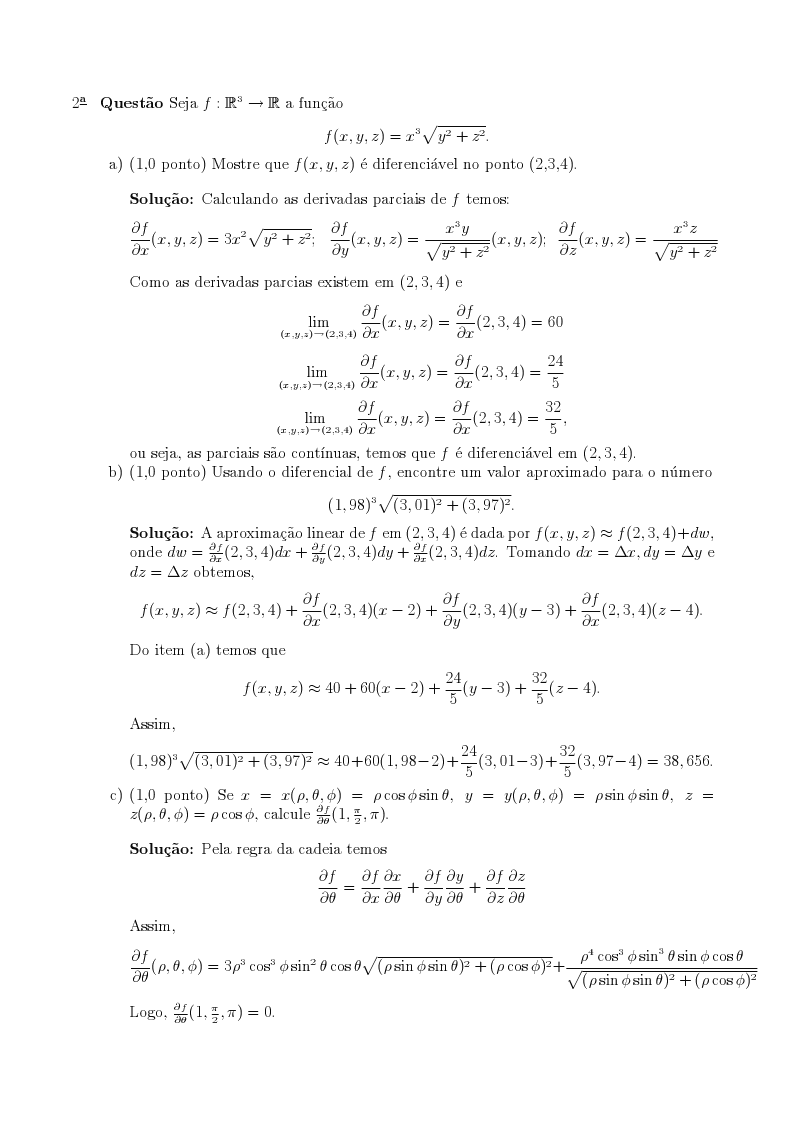 2ª Questão Seja f : ℝ³ → ℝ a função
f(x, y, z) = x³√(y² + z²).
a) (1,0 ponto) Mostre que f(x, y, z) é diferenciável no ponto (2,3,4).
Solução: Calculando as derivadas parciais de f temos:
∂f/∂x (x, y, z) = 3x²√(y² + z²); ∂f/∂y (x, y, z) = x³y/√(y² + z²) (x, y, z); ∂f/∂z (x, y, z) = x³z/√(y² + z²)
Como as derivadas parcias existem em (2, 3, 4) e
lim (x,y,z)→(2,3,4) ∂f/∂x (x, y, z) = ∂f/∂x (2, 3, 4) = 60
lim (x,y,z)→(2,3,4) ∂f/∂x (x, y, z) = ∂f/∂x (2, 3, 4) = 24/5
lim (x,y,z)→(2,3,4) ∂f/∂x (x, y, z) = ∂f/∂x (2, 3, 4) = 32/5,
ou seja, as parciais são contínuas, temos que f é diferenciável em (2, 3, 4).
b) (1,0 ponto) Usando o diferencial de f, encontre um valor aproximado para o número
(1, 98)³√((3, 01)² + (3, 97)²).
Solução: A aproximação linear de f em (2, 3, 4) é dada por f(x, y, z) ≈ f(2, 3, 4)+dw,
onde dw = ∂f/∂x (2, 3, 4)dx + ∂f/∂y (2, 3, 4)dy + ∂f/∂x (2, 3, 4)dz. Tomando dx = Δx, dy = Δy e
dz = Δz obtemos,
f(x, y, z) ≈ f(2, 3, 4) + ∂f/∂x (2, 3, 4)(x − 2) + ∂f/∂y (2, 3, 4)(y − 3) + ∂f/∂x (2, 3, 4)(z − 4).
Do item (a) temos que
f(x, y, z) ≈ 40 + 60(x − 2) + 24/5 (y − 3) + 32/5 (z − 4).
Assim,
(1, 98)³√((3, 01)² + (3, 97)²) ≈ 40+60(1, 98−2)+24/5 (3, 01−3)+32/5 (3, 97−4) = 38, 656.
c) (1,0 ponto) Se x = x(ρ, θ, ϕ) = ρ cos ϕ sin θ, y = y(ρ, θ, ϕ) = ρ sin ϕ sin θ, z =
z(ρ, θ, ϕ) = ρ cos ϕ, calcule ∂f/∂θ (1, π/2, π).
Solução: Pela regra da cadeia temos
∂f/∂θ = ∂f/∂x ∂x/∂θ + ∂f/∂y ∂y/∂θ + ∂f/∂z ∂z/∂θ
Assim,
∂f/∂θ (ρ, θ, ϕ) = 3ρ³ cos³ ϕ sin² θ cos θ√((ρ sin ϕ sin θ)² + (ρ cos ϕ)²)+ρ⁴ cos³ ϕ sin³ θ sin ϕ cos θ/√((ρ sin ϕ sin θ)² + (ρ cos ϕ)²)
Logo, ∂f/∂θ (1, π/2, π) = 0.